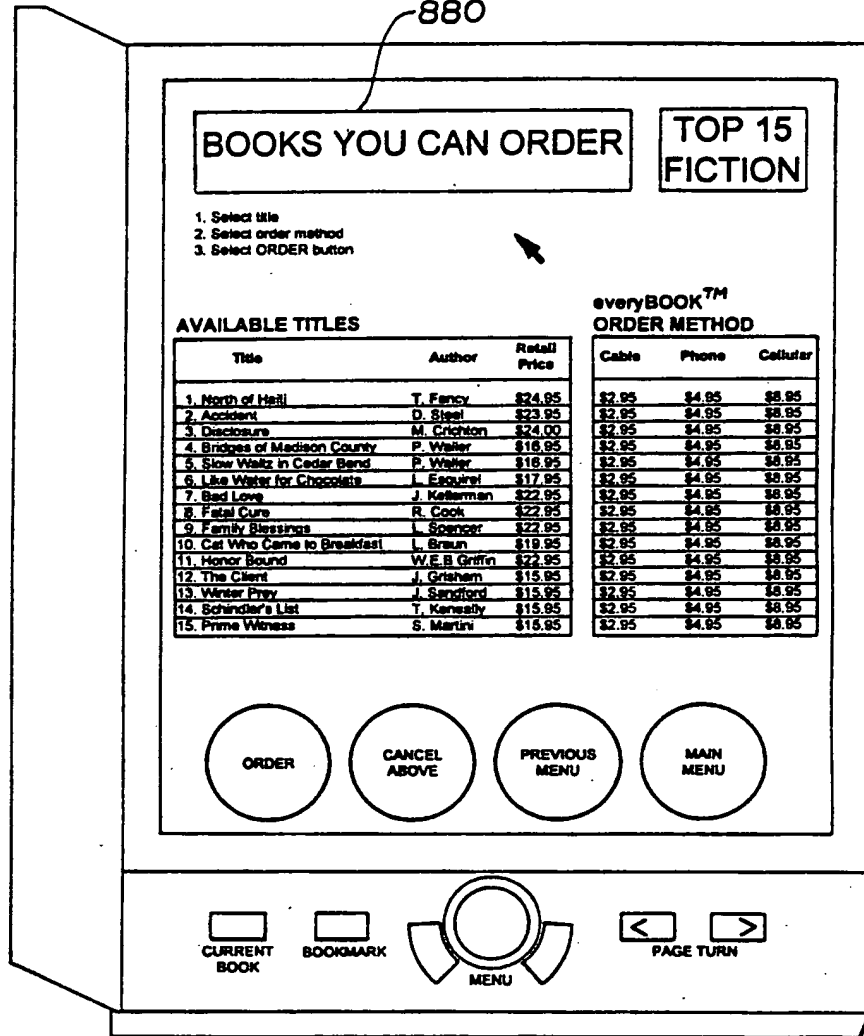 880
BOOKS YOU CAN ORDER
TOP 15
FICTION
1. Select title
2. Select order method
3. Select ORDER button
everyBOOK™
AVAILABLE TITLES
ORDER METHOD
Title Author Retail Price Cable Phone Cellular
1. North of Haiti T. Fancy $24.95 $2.95 $4.95 $8.95
2. Accident D. Steel $23.95 $2.95 $4.95 $8.95
3. Disclosure M. Crichton $24.00 $2.95 $4.95 $8.95
4. Bridges of Madison County P. Waller $16.95 $2.95 $4.95 $8.95
5. Slow Waltz in Cedar Bend P. Waller $16.95 $2.95 $4.95 $8.95
6. Like Water for Chocolate L. Esquirel $17.95 $2.95 $4.95 $8.95
7. Bad Love J. Kellerman $22.95 $2.95 $4.95 $8.95
8. Fatal Cure R. Cook $22.95 $2.95 $4.95 $8.95
9. Family Blessings L. Spencer $22.95 $2.95 $4.95 $8.95
10. Cat Who Came to Breakfast L. Braun $19.95 $2.95 $4.95 $8.95
11. Honor Bound W.E.B Griffin $22.95 $2.95 $4.95 $8.95
12. The Client J. Grisham $15.95 $2.95 $4.95 $8.95
13. Winter Prey J. Sandford $15.95 $2.95 $4.95 $8.95
14. Schindler's List T. Keneally $15.95 $2.95 $4.95 $8.95
15. Prime Witness S. Martini $15.95 $2.95 $4.95 $8.95
ORDER
CANCEL
ABOVE
PREVIOUS
MENU
MAIN
MENU
< >
CURRENT
BOOK
BOOKMARK
MENU
PAGE TURN